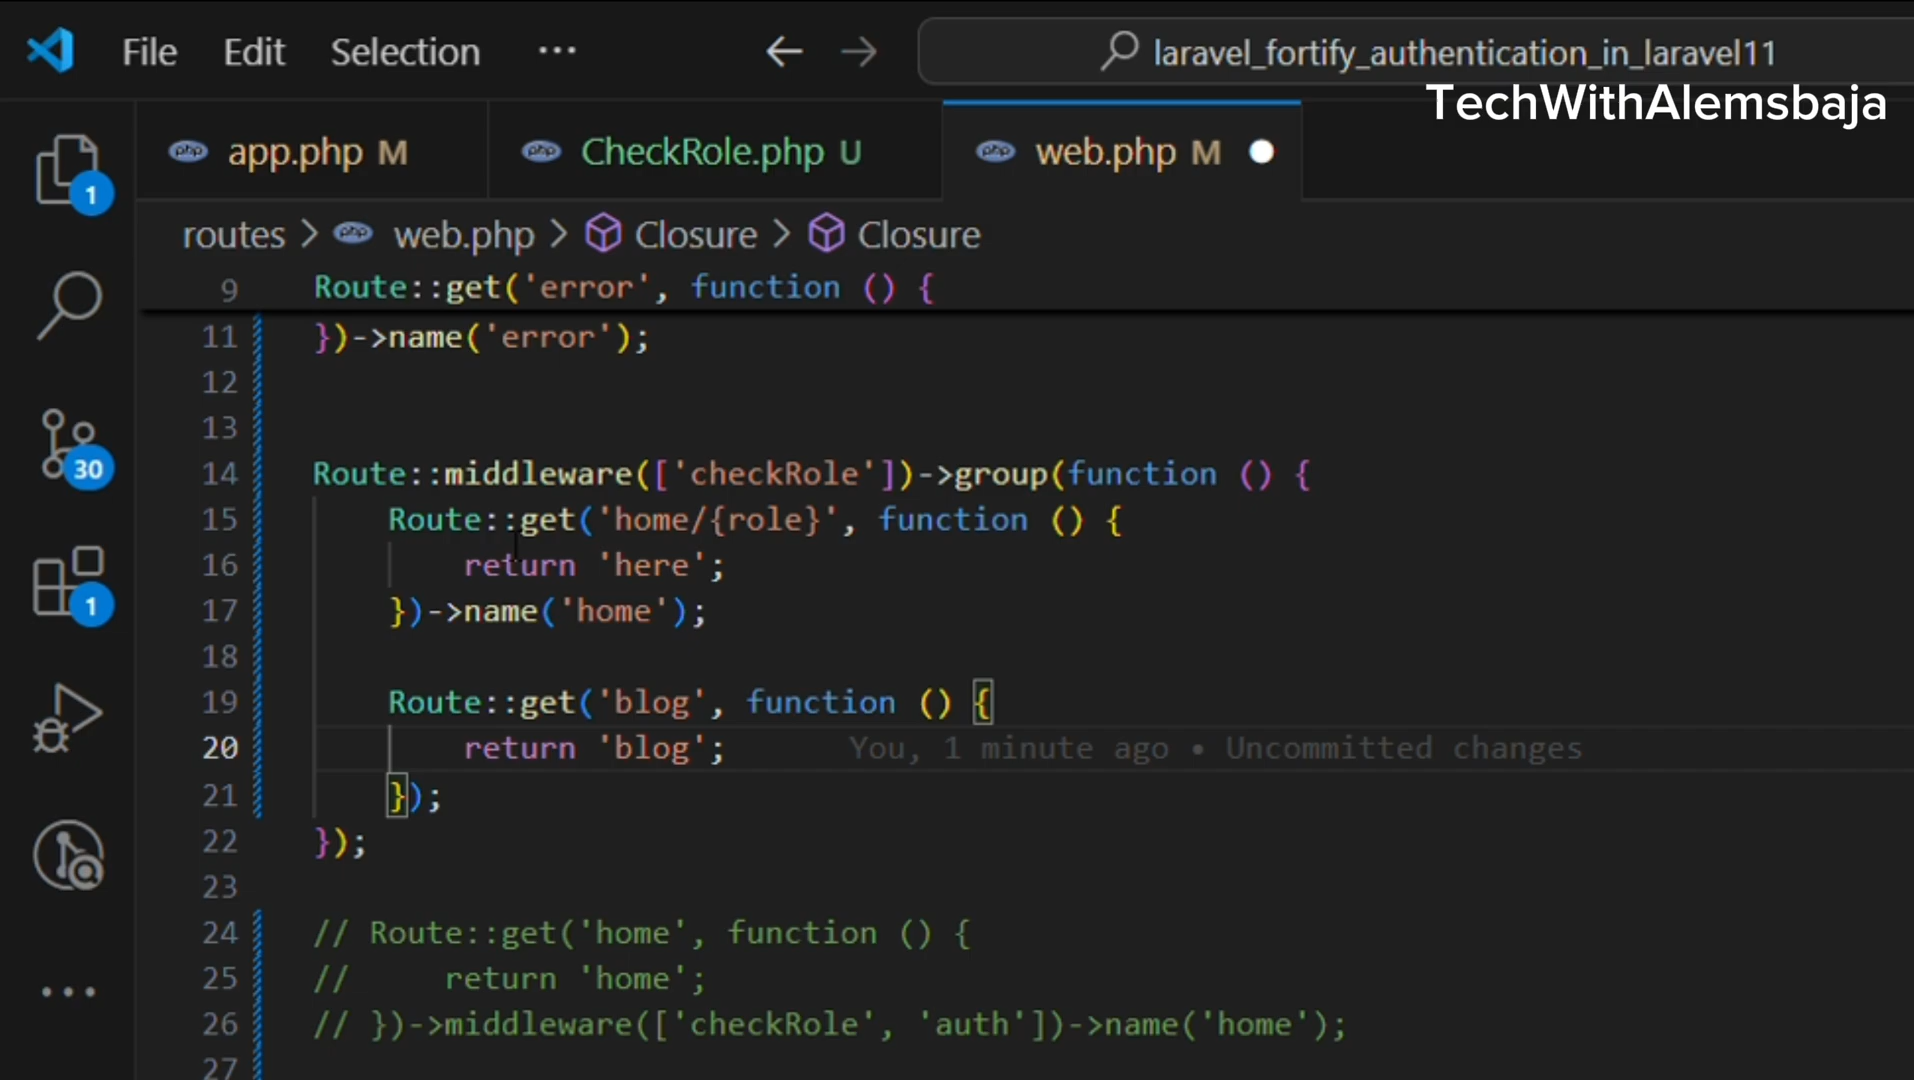 File Edit Selection ··· ← → laravel_fortify_authentication_in_laravel11
TechWithAlemsbaja
php app.php M php CheckRole.php U php web.php M
routes > php web.php > Closure > Closure
9 Route::get('error', function () {
11 })->name('error');
12
13
14 Route::middleware(['checkRole'])->group(function () {
15 Route::get('home/{role}', function () {
16 return 'here';
17 })->name('home');
18
19 Route::get('blog', function () {
20 return 'blog'; You, 1 minute ago • Uncommitted changes
21 });
22 });
23
24 // Route::get('home', function () {
25 // return 'home';
26 // })->middleware(['checkRole', 'auth'])->name('home');
27
1
30
1